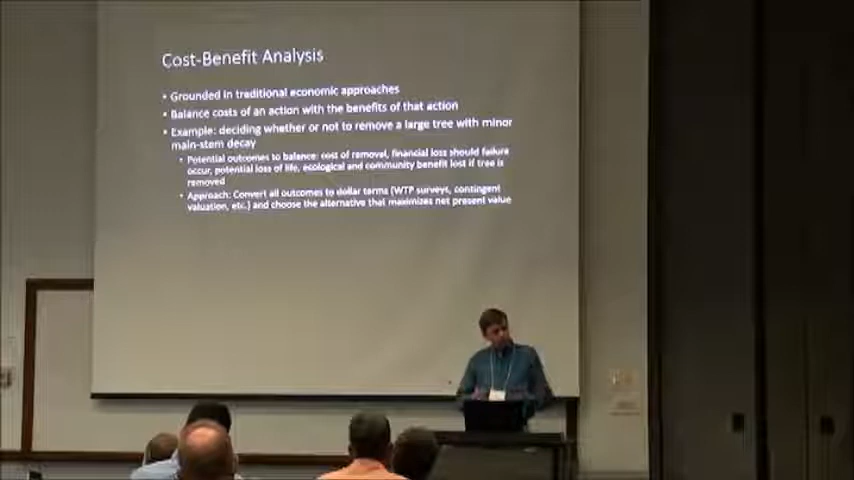 Cost-Benefit Analysis
• Grounded in traditional economic approaches
• Balance costs of an action with the benefits of that action
• Example: deciding whether or not to remove a large tree with minor
main-stem decay
• Potential outcomes to balance: cost of removal, financial loss should failure
occur, potential loss of life, ecological and community benefit lost if tree is
removed
• Approach: Convert all outcomes to dollar terms (WTP surveys, contingent
valuation, etc.) and choose the alternative that maximizes net present value